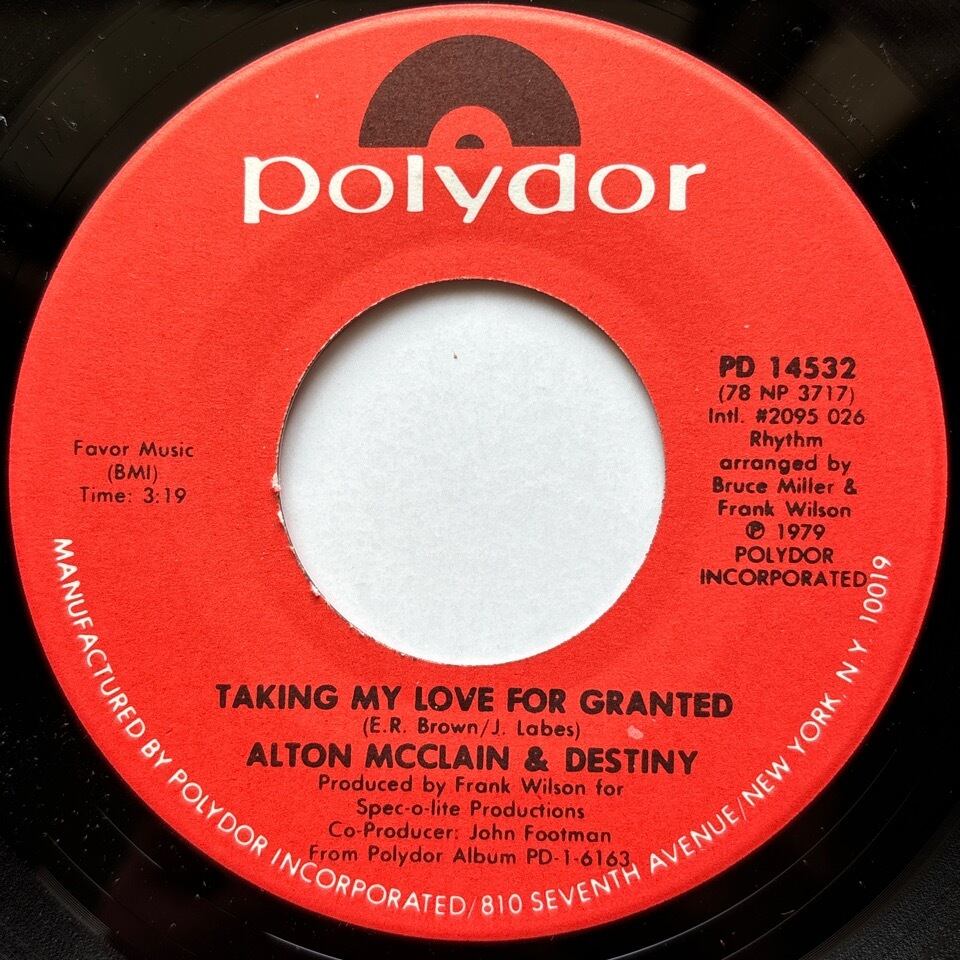 polydor
PD 14532
(78 NP 3717)
Intl. #2095 026
Rhythm
arranged by
Bruce Miller &
Frank Wilson
℗ 1979
POLYDOR
INCORPORATED
Favor Music
(BMI)
Time: 3:19
TAKING MY LOVE FOR GRANTED
(E.R. Brown/J. Labes)
ALTON MCCLAIN & DESTINY
Produced by Frank Wilson for
Spec-o-lite Productions
Co-Producer: John Footman
From Polydor Album PD-1-6163
MANUFACTURED BY POLYDOR INCORPORATED/810 SEVENTH AVENUE/NEW YORK, N.Y. 10019